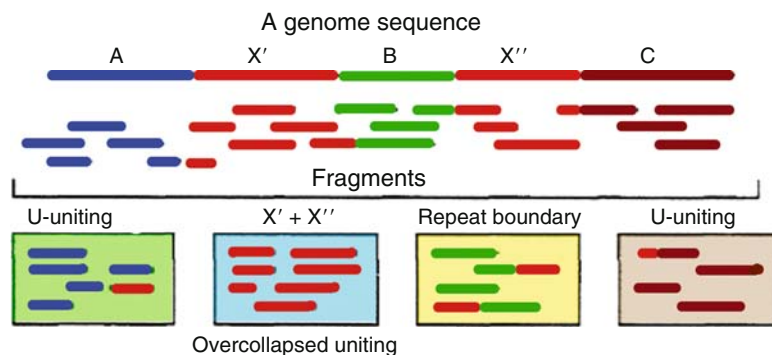 A genome sequence
A X′ B X′′ C
Fragments
U-uniting X′ + X′′ Repeat boundary U-uniting
Overcollapsed uniting